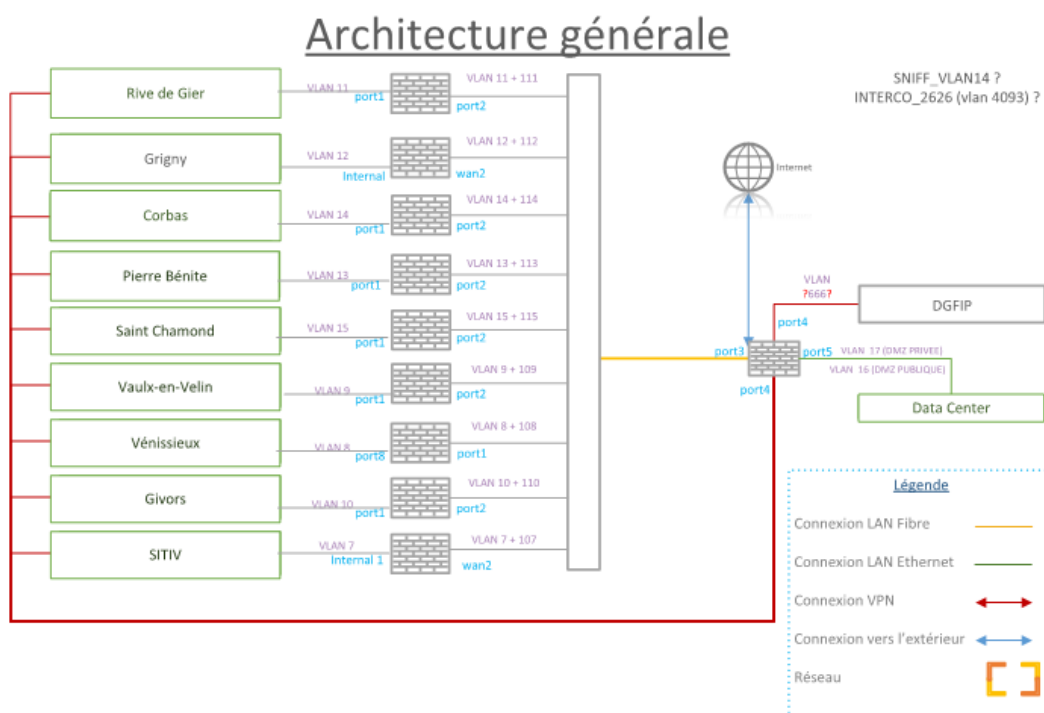 Architecture générale
SNIFF_VLAN14 ?
INTERCO_2626 (vlan 4093) ?
Rive de Gier
VLAN 11
port1
VLAN 11 + 111
port2
Grigny
VLAN 12
Internal
VLAN 12 + 112
wan2
Corbas
VLAN 14
port1
VLAN 14 + 114
port2
Pierre Bénite
VLAN 13
port1
VLAN 13 + 113
port2
Saint Chamond
VLAN 15
port1
VLAN 15 + 115
port2
Vaulx-en-Velin
VLAN 9
port1
VLAN 9 + 109
port2
Vénissieux
VLAN 8
port8
VLAN 8 + 108
port1
Givors
VLAN 10
port1
VLAN 10 + 110
port2
SITIV
VLAN 7
Internal 1
VLAN 7 + 107
wan2
Internet
VLAN
?666?
port4
DGFIP
port3
port5
VLAN 17 (DMZ PRIVEE)
VLAN 16 (DMZ PUBLIQUE)
port4
Data Center
Légende
Connexion LAN Fibre
Connexion LAN Ethernet
Connexion VPN
Connexion vers l'extérieur
Réseau